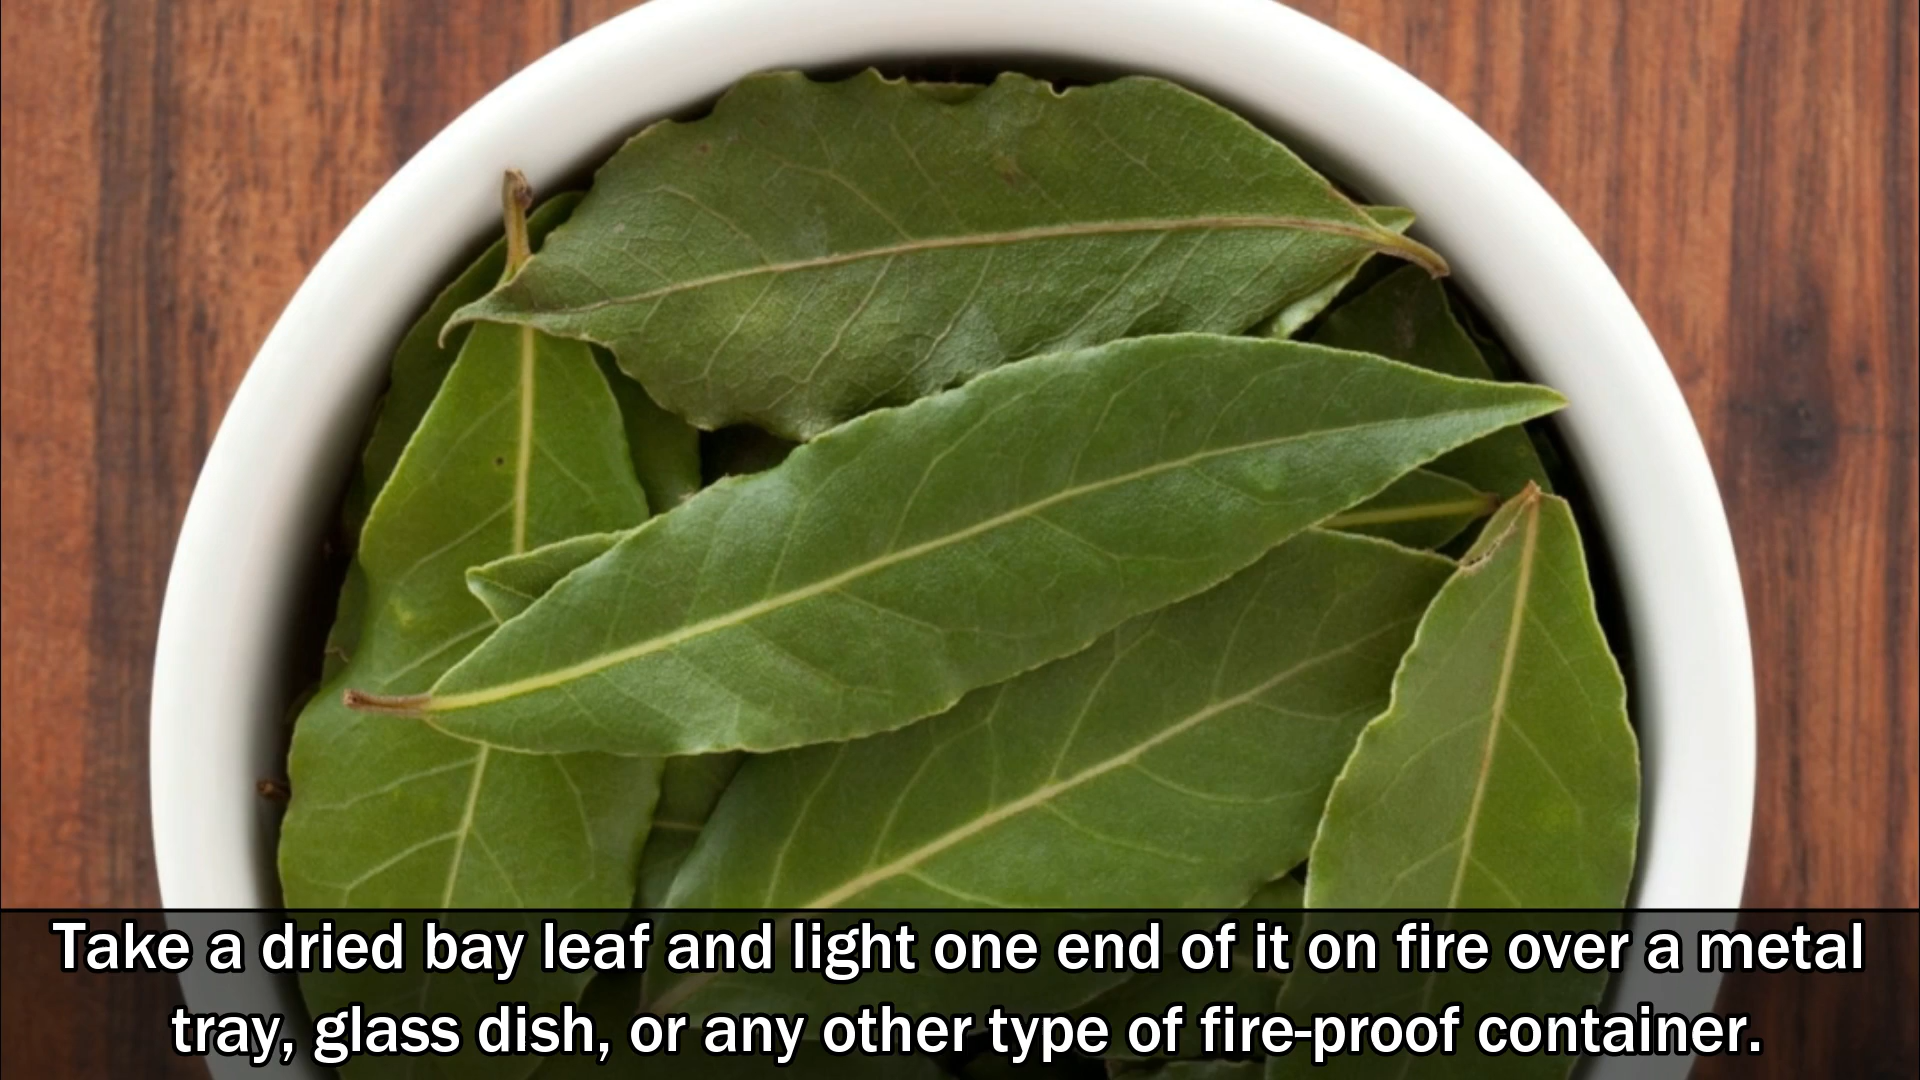 Take a dried bay leaf and light one end of it on fire over a metal
tray, glass dish, or any other type of fire-proof container.